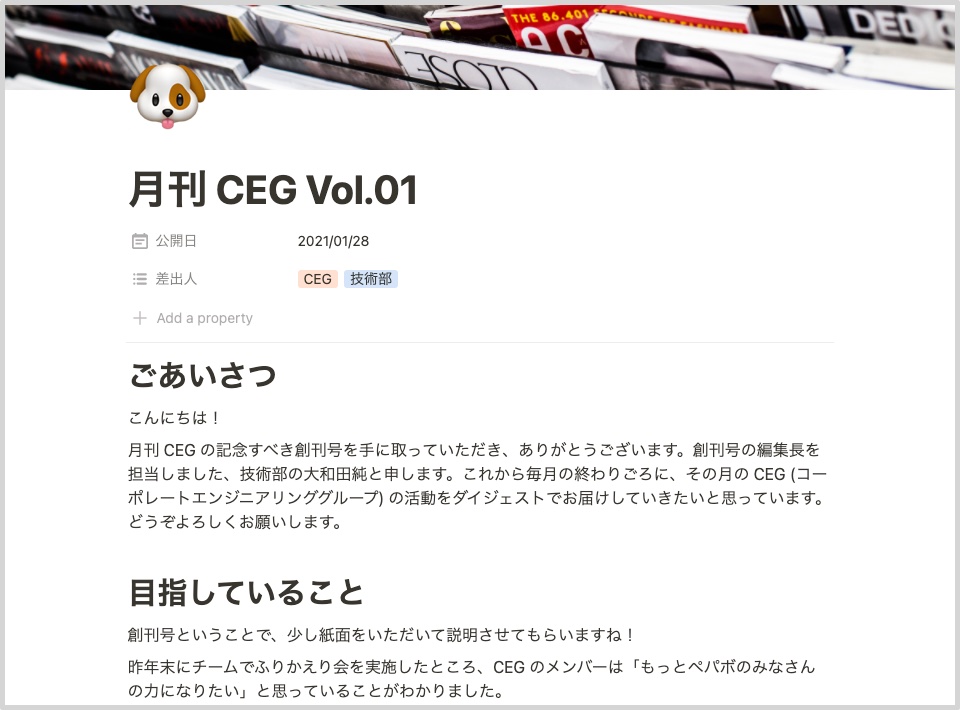 THE 86,401 SECONDS OF FASHION
CLOSE
月刊 CEG Vol.01
公開日 2021/01/28
差出人 CEG 技術部
Add a property
ごあいさつ
こんにちは！
月刊 CEG の記念すべき創刊号を手に取っていただき、ありがとうございます。創刊号の編集長を
担当しました、技術部の大和田純と申します。これから毎月の終わりごろに、その月の CEG (コー
ポレートエンジニアリンググループ) の活動をダイジェストでお届けしていきたいと思っています。
どうぞよろしくお願いします。
目指していること
創刊号ということで、少し紙面をいただいて説明させてもらいますね！
昨年末にチームでふりかえり会を実施したところ、CEG のメンバーは「もっとペパボのみなさん
の力になりたい」と思っていることがわかりました。